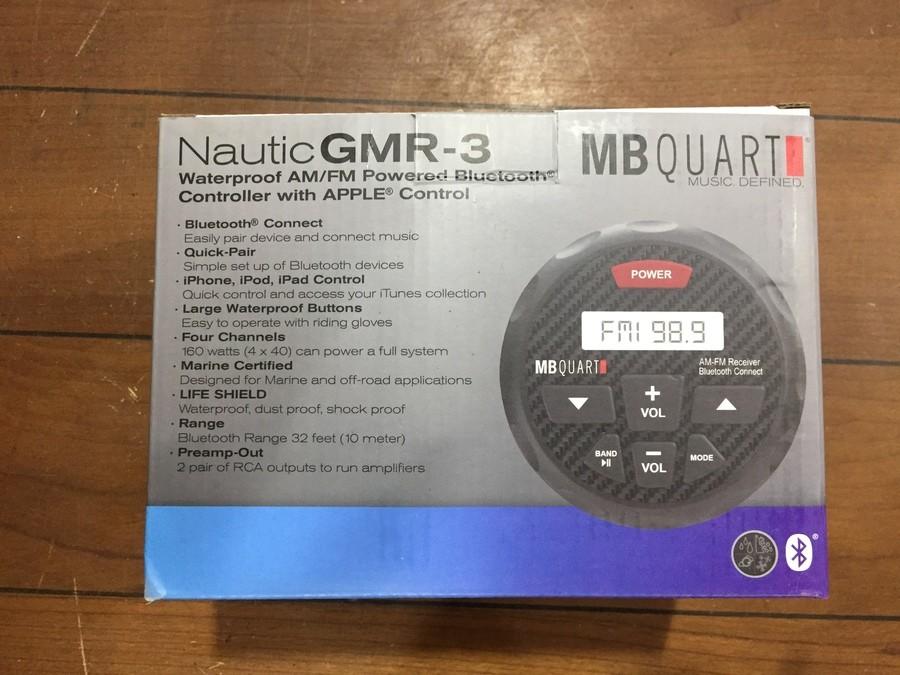 Nautic GMR-3
Waterproof AM/FM Powered Bluetooth®
Controller with APPLE® Control
MB QUART®
MUSIC. DEFINED.
· Bluetooth® Connect
Easily pair device and connect music
· Quick-Pair
Simple set up of Bluetooth devices
· iPhone, iPod, iPad Control
Quick control and access your iTunes collection
· Large Waterproof Buttons
Easy to operate with riding gloves
· Four Channels
160 watts (4 x 40) can power a full system
· Marine Certified
Designed for Marine and off-road applications
· LIFE SHIELD
Waterproof, dust proof, shock proof
· Range
Bluetooth Range 32 feet (10 meter)
· Preamp-Out
2 pair of RCA outputs to run amplifiers
POWER
FM1 98.9
MB QUART
AM-FM Receiver
Bluetooth Connect
+
VOL
BAND
–
VOL
MODE
®